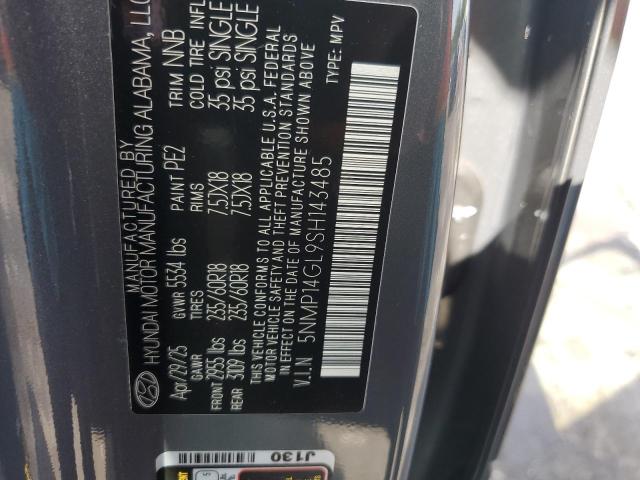 MANUFACTURED BY
HYUNDAI MOTOR MANUFACTURING ALABAMA, LLC
Apr/29/25 GVWR 5534 lbs PAINT PE2 TRIM NNB
GAWR TIRES RIMS COLD TIRE INFL
FRONT 2955 lbs 235/60R18 7.5JX18 35 psi SINGLE
REAR 3109 lbs 235/60R18 7.5JX18 35 psi SINGLE
THIS VEHICLE CONFORMS TO ALL APPLICABLE U.S.A. FEDERAL
MOTOR VEHICLE SAFETY AND THEFT PREVENTION STANDARDS
IN EFFECT ON THE DATE OF MANUFACTURE SHOWN ABOVE
V.I.N 5NMP14GL9SH143485 TYPE: MPV
J1130
5